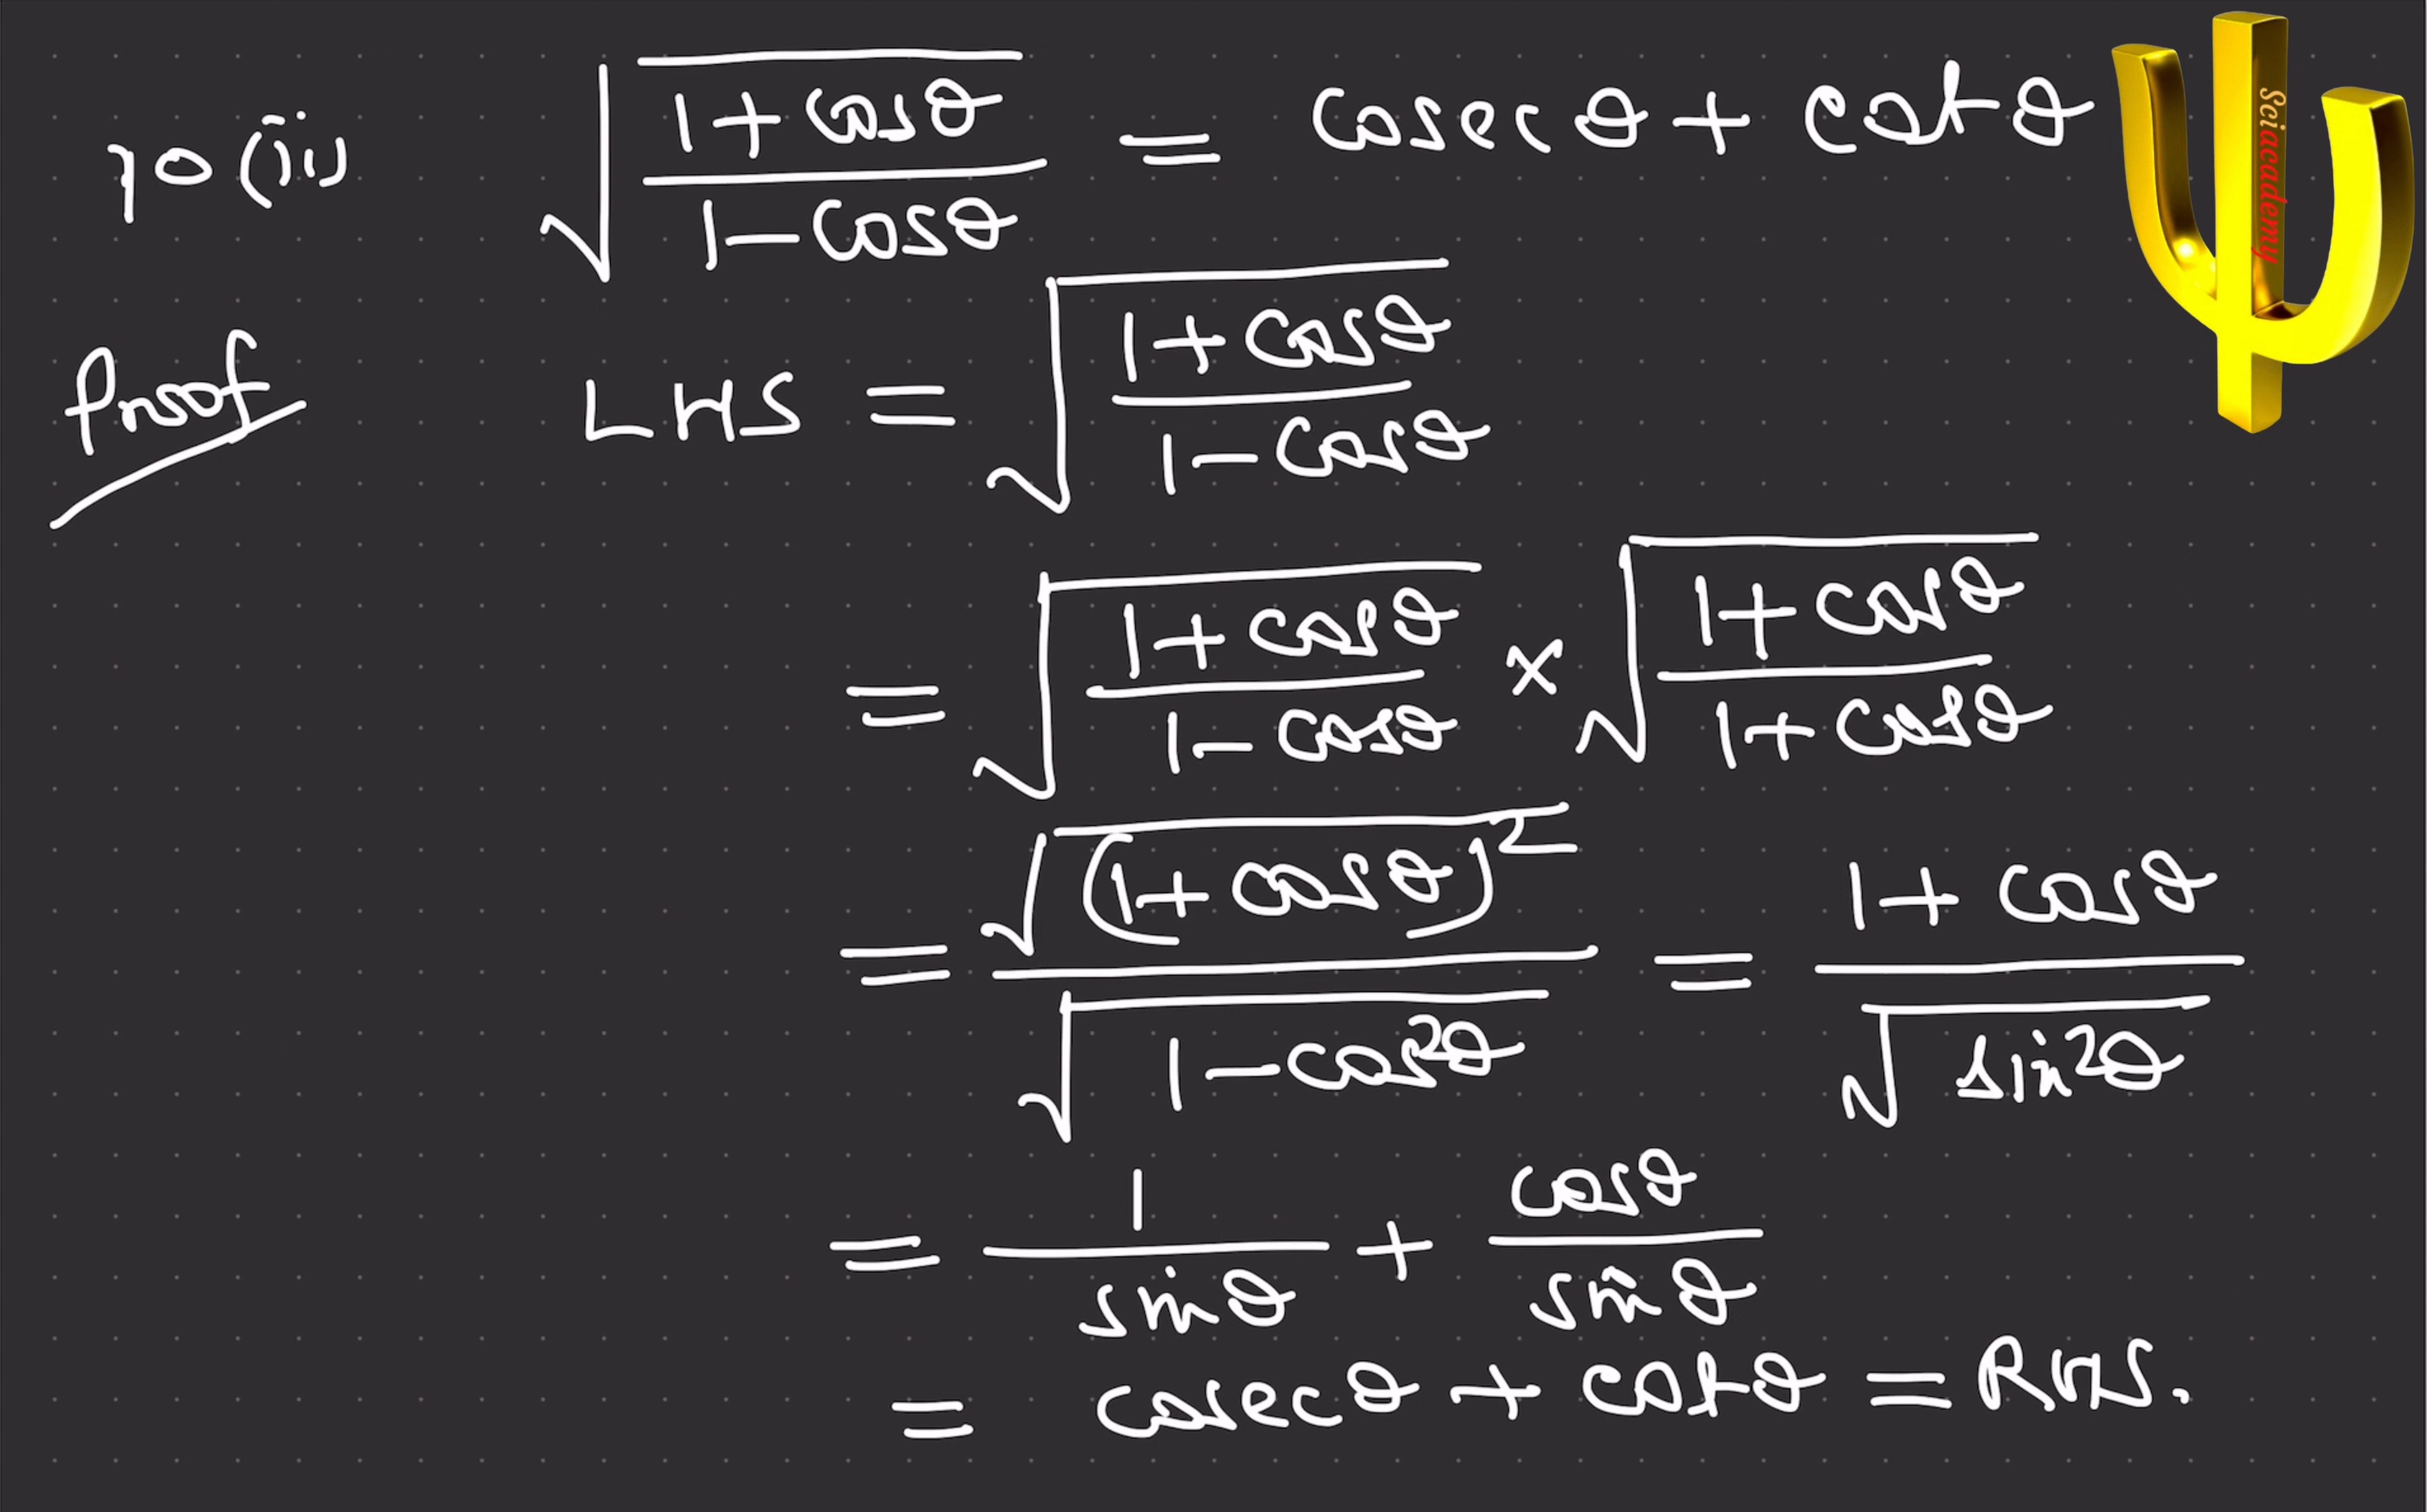 10(ii) √((1+cosθ)/(1-cosθ)) = cosecθ + cotθ
Sciacademy
Proof LHS = √((1+cosθ)/(1-cosθ))
= √((1+cosθ)/(1-cosθ)) × √((1+cosθ)/(1+cosθ))
= √((1+cosθ)²)/√(1-cos²θ) = (1+cosθ)/√(sin²θ)
= 1/sinθ + cosθ/sinθ
= cosecθ + cotθ = RHS.